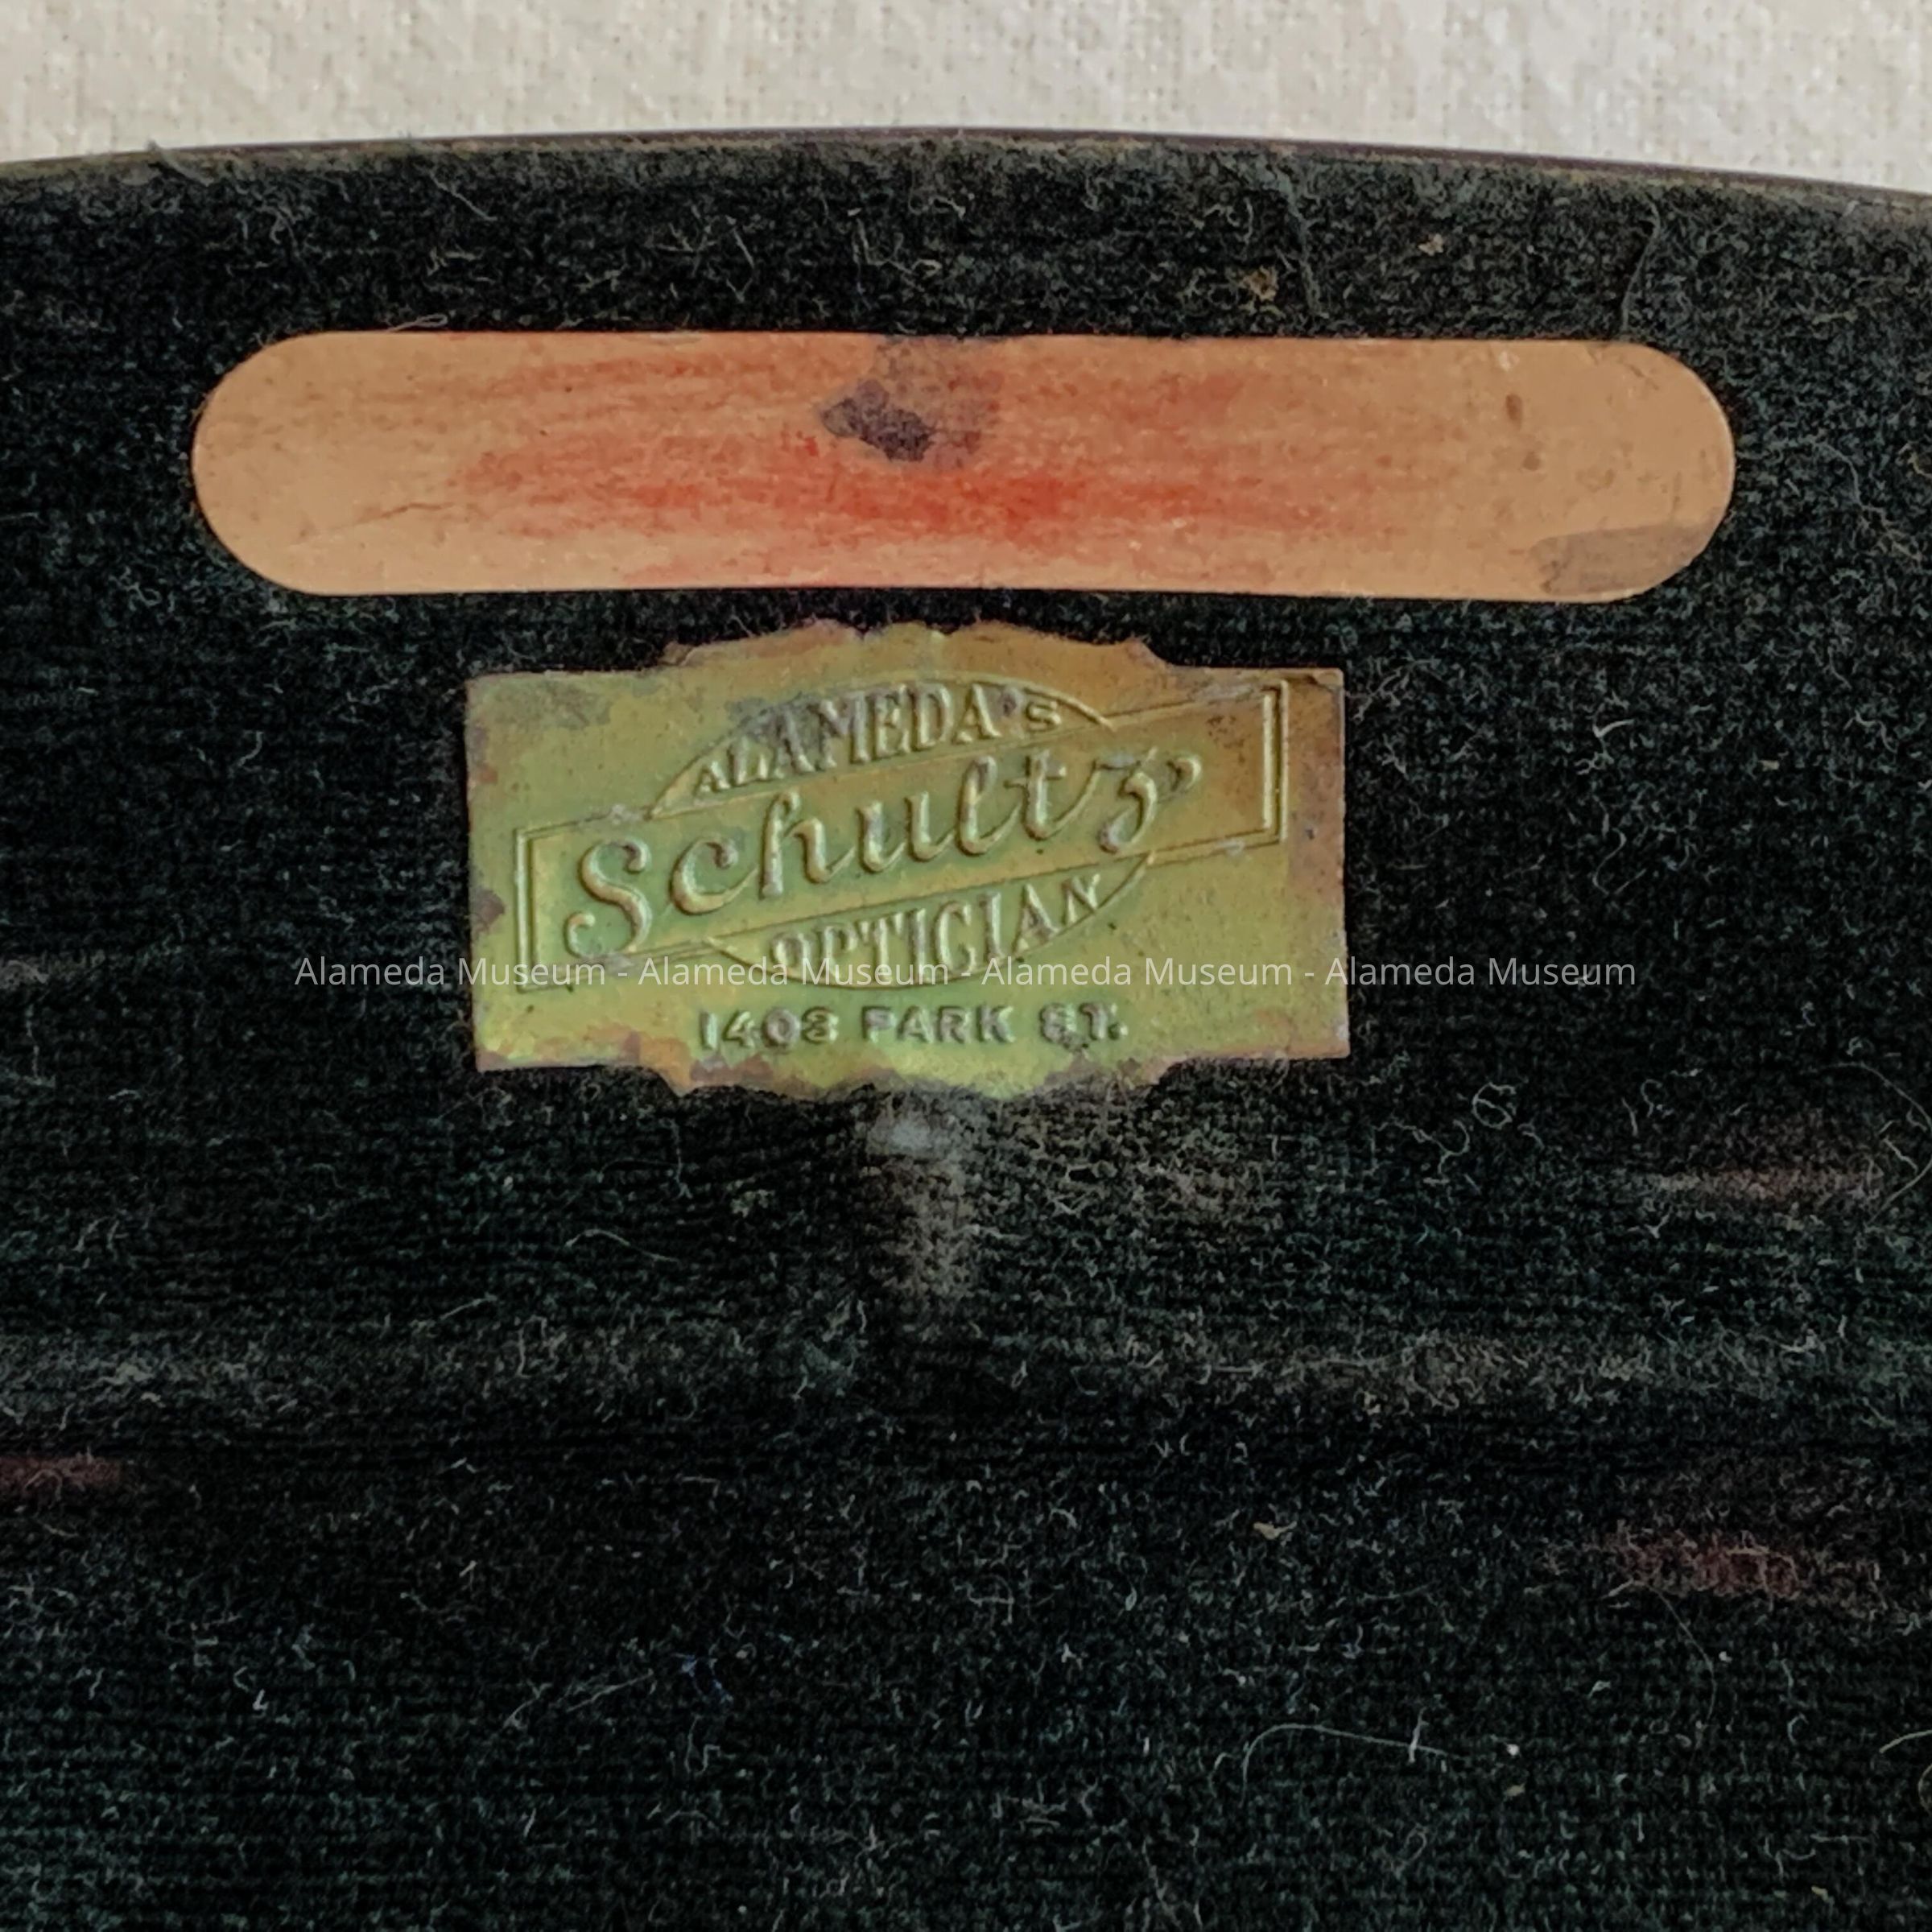 ALAMEDA'S
Schultz
OPTICIAN
Alameda Museum - Alameda Museum - Alameda Museum - Alameda Museum
1403 PARK ST.